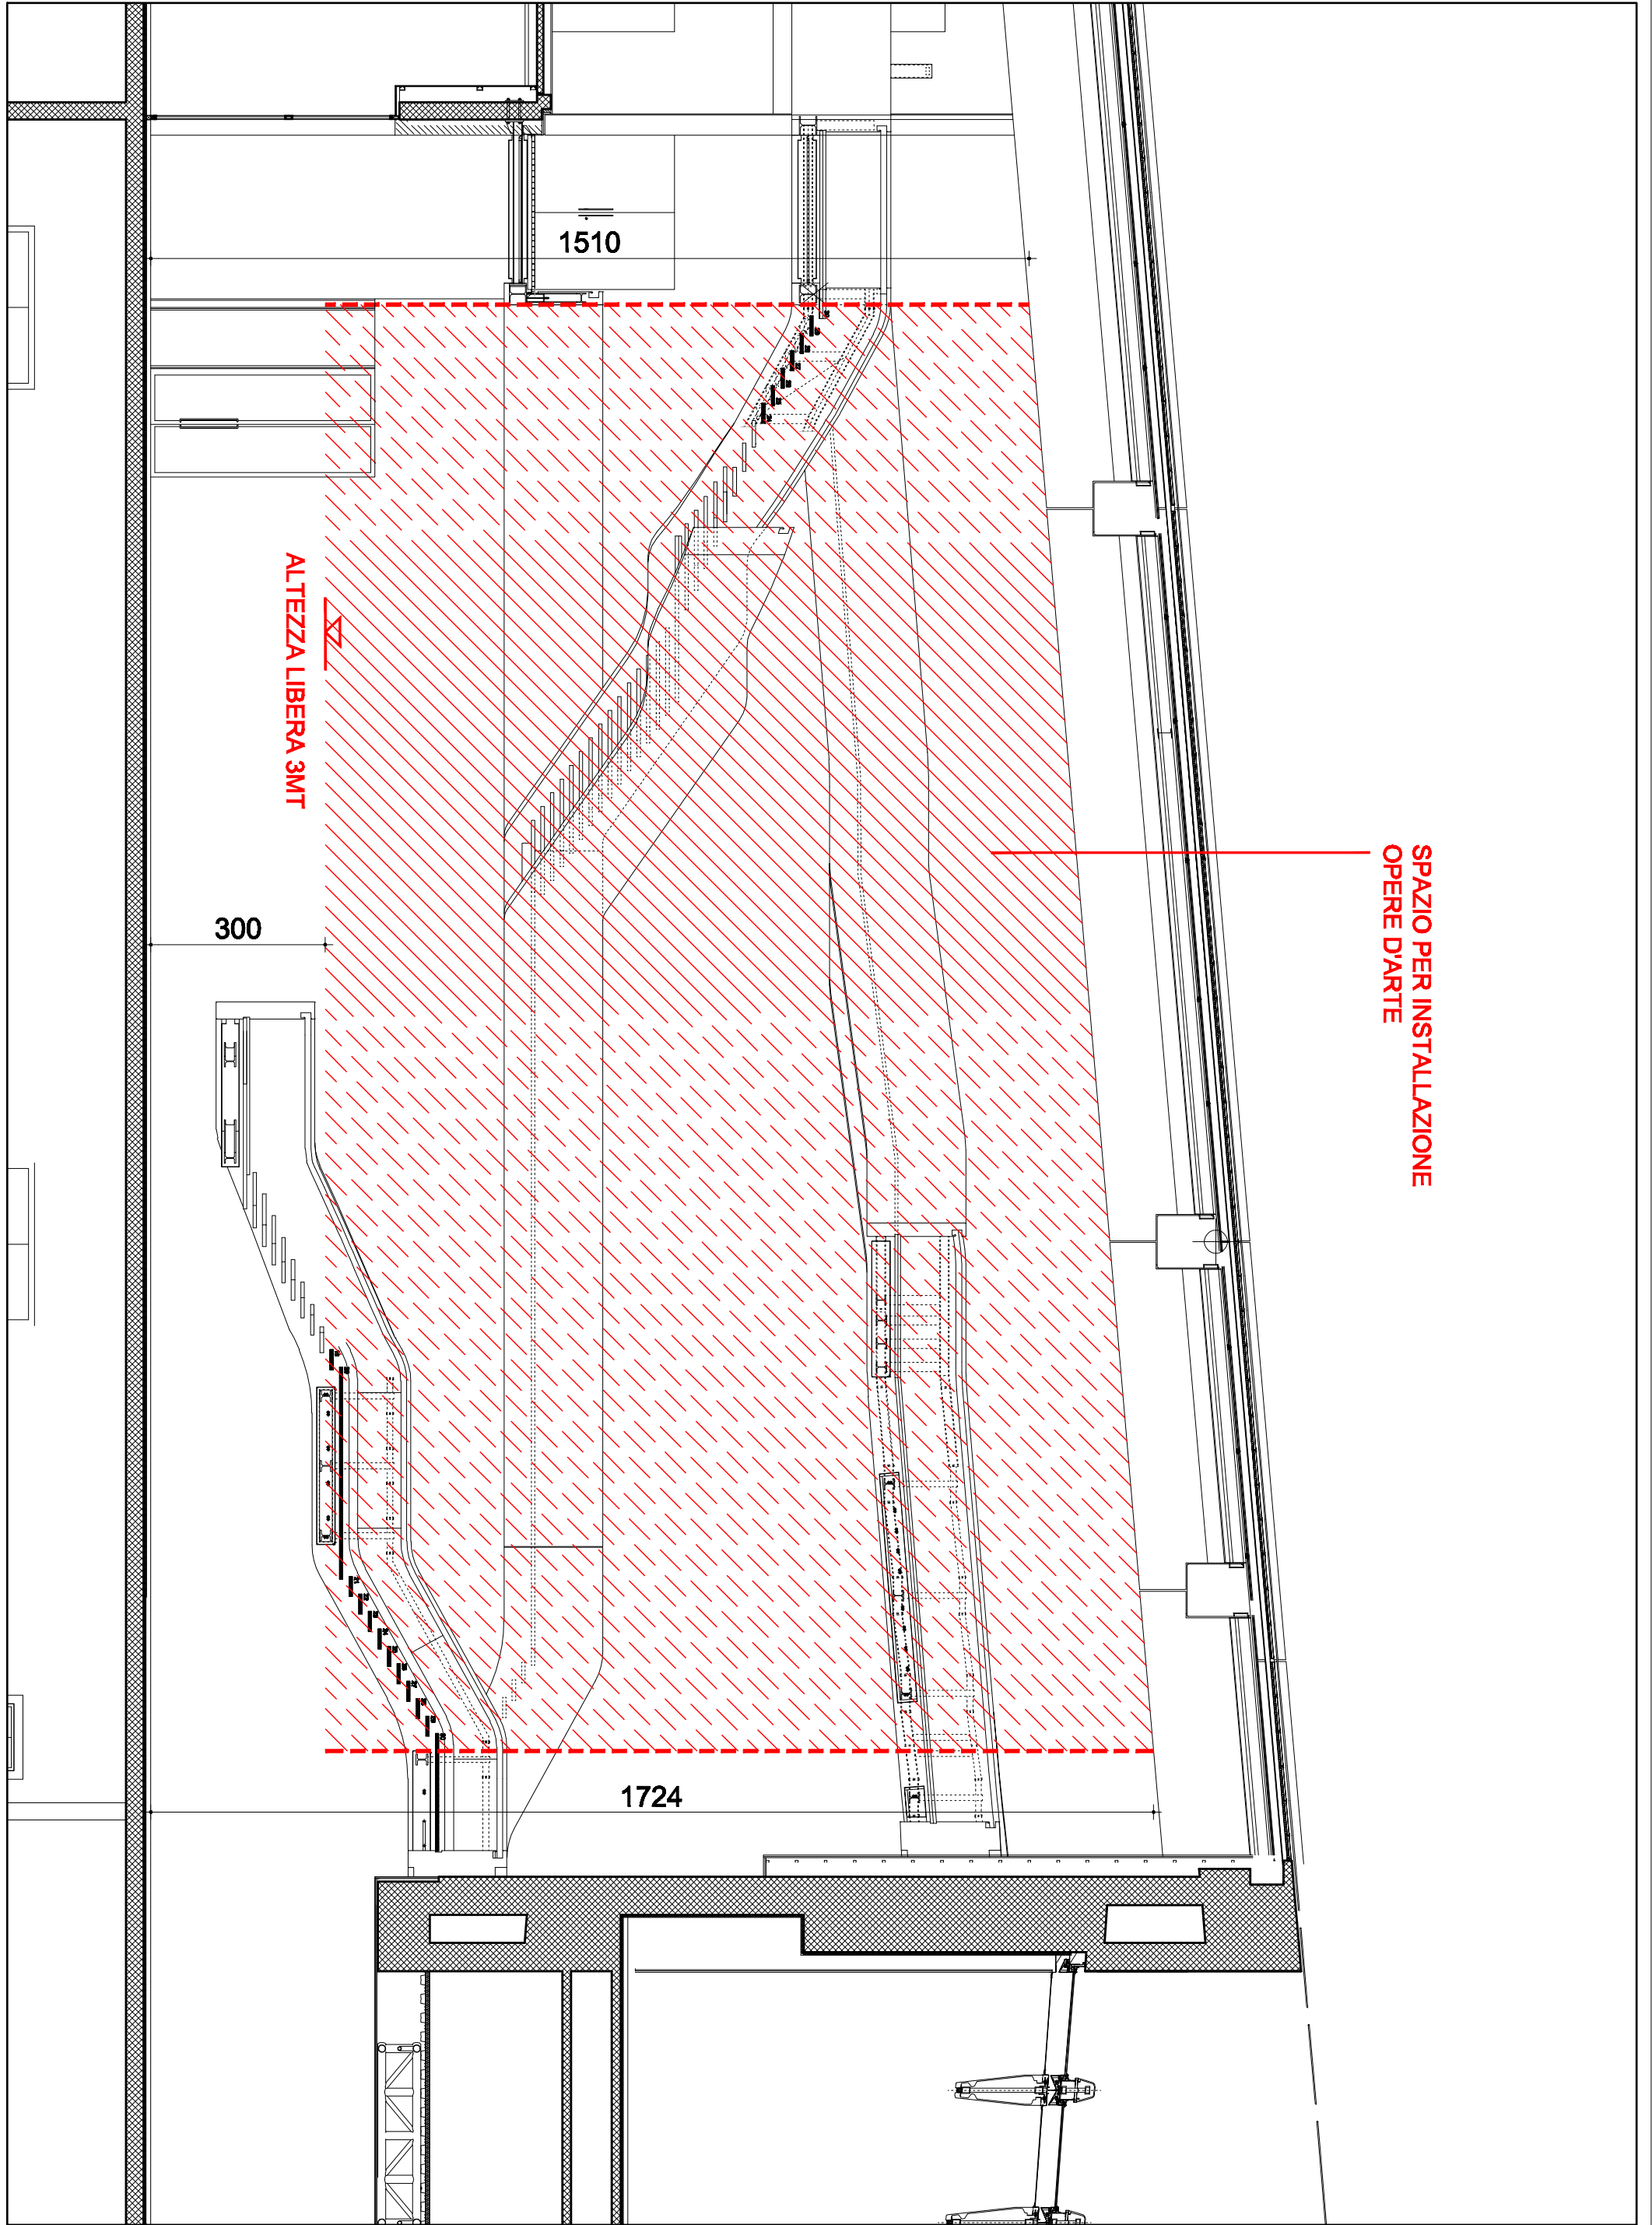 1510
ALTEZZA LIBERA 3MT
SPAZIO PER INSTALLAZIONE
OPERE D'ARTE
300
1724